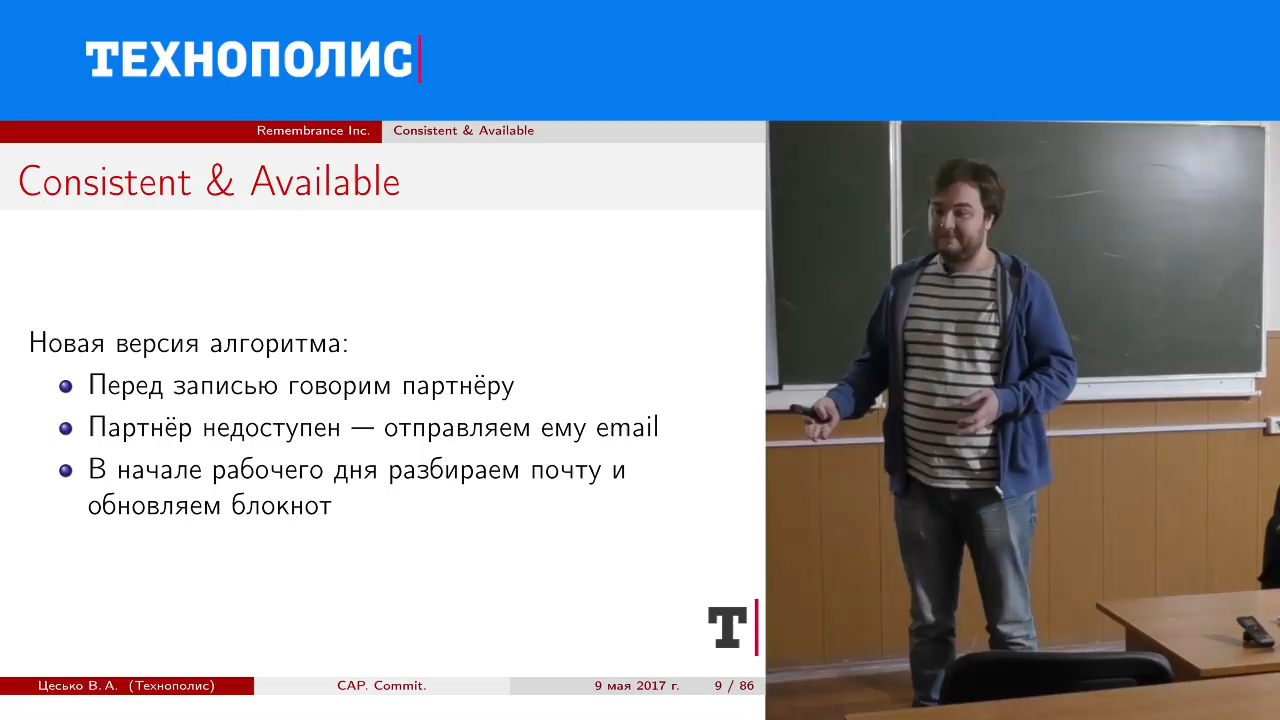 ТЕХНОПОЛИС
Remembrance Inc.
Consistent & Available
Consistent & Available
Новая версия алгоритма:
Перед записью говорим партнёру
Партнёр недоступен — отправляем ему email
В начале рабочего дня разбираем почту и
обновляем блокнот
Т
Цесько В. А. (Технополис)
CAP. Commit.
9 мая 2017 г.
9 / 86